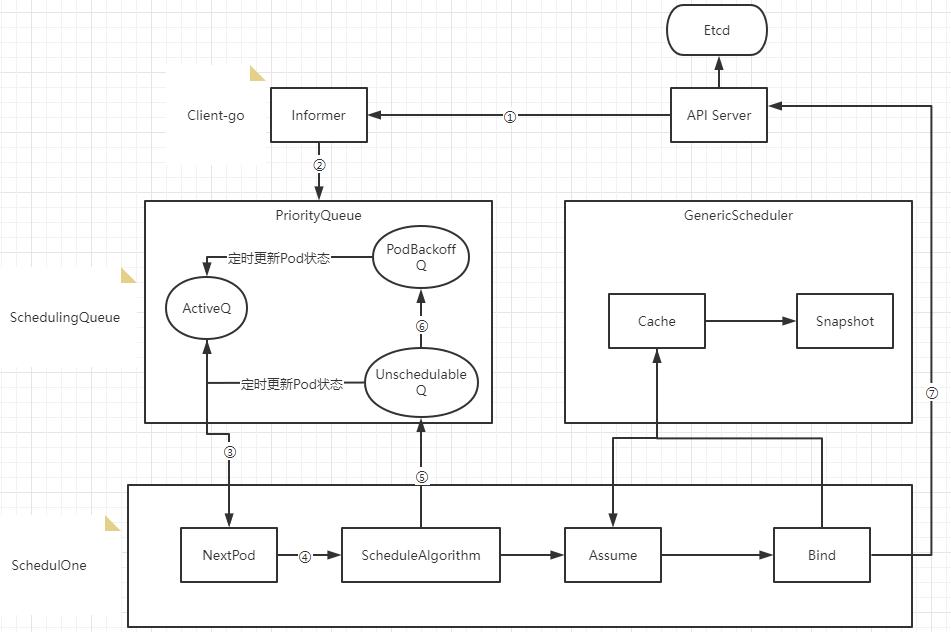 Etcd
Client-go
Informer
①
API Server
②
PriorityQueue
GenericScheduler
定时更新Pod状态
PodBackoff
Q
ActiveQ
SchedulingQueue
⑥
Cache
Snapshot
定时更新Pod状态
Unschedulable
Q
⑦
③
⑤
SchedulOne
NextPod
④
ScheduleAlgorithm
Assume
Bind